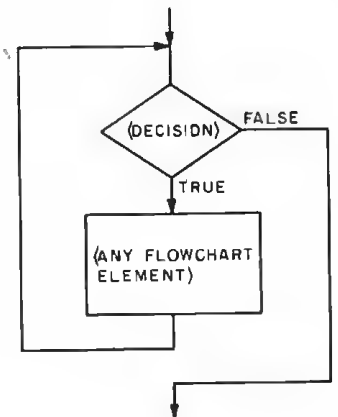 ⟨DECISION⟩
FALSE
TRUE
⟨ANY FLOWCHART
ELEMENT⟩